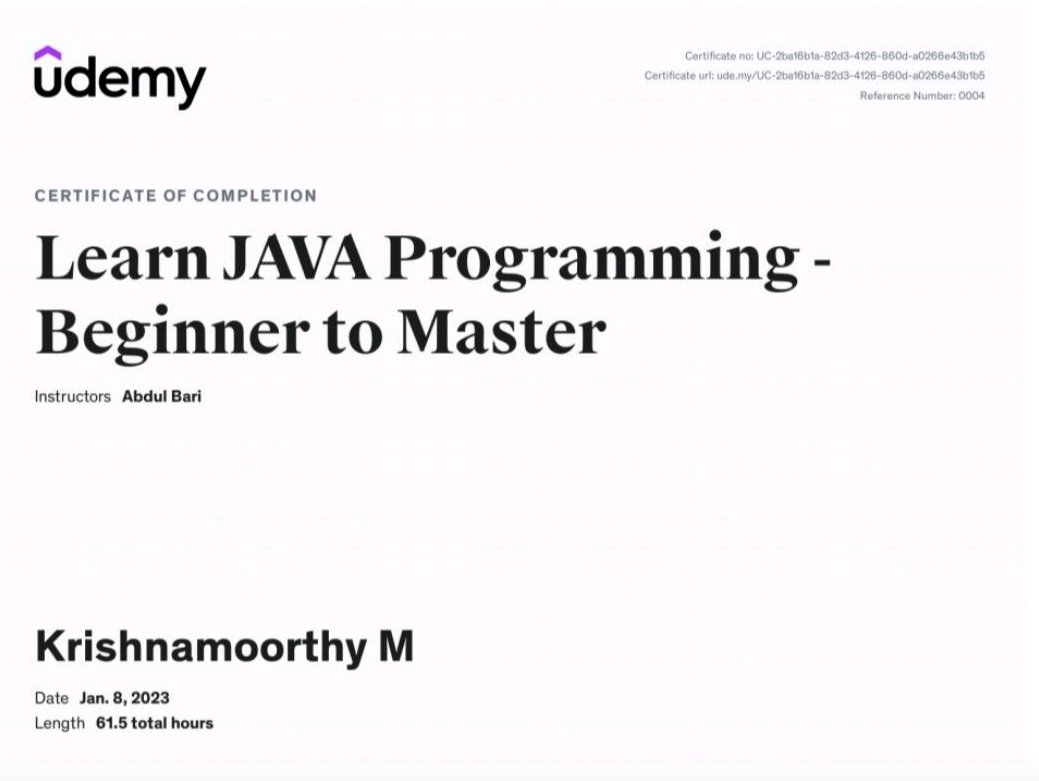 udemy
Certificate no: UC-2ba16b1a-82d3-4126-860d-a0266e43b1b5
Certificate url: ude.my/UC-2ba16b1a-82d3-4126-860d-a0266e43b1b5
Reference Number: 0004
CERTIFICATE OF COMPLETION
Learn JAVA Programming -
Beginner to Master
Instructors Abdul Bari
Krishnamoorthy M
Date Jan. 8, 2023
Length 61.5 total hours